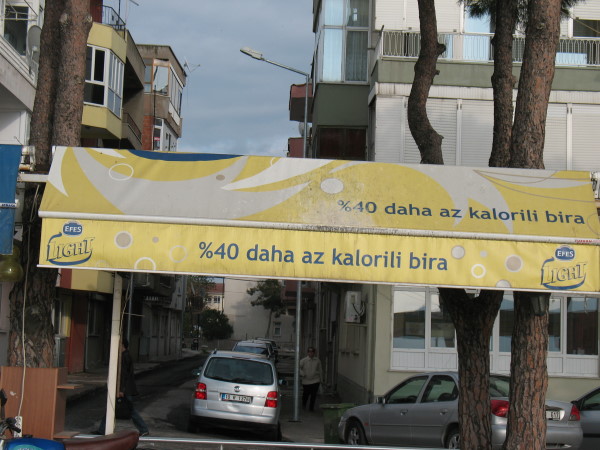 %40 daha az kalorili bira
EFES
LIGHT
%40 daha az kalorili bira
EFES
LIGHT